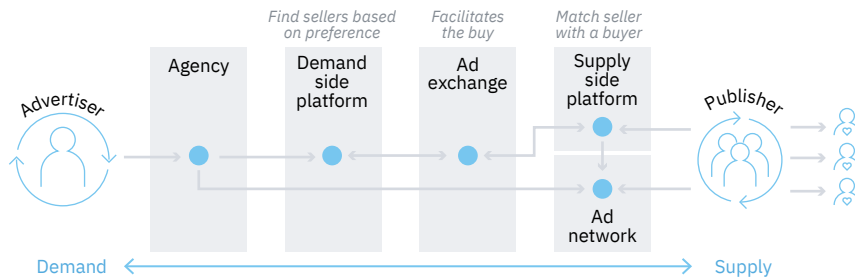 Find sellers based
on preference
Facilitates
the buy
Match seller
with a buyer
Advertiser
Agency
Demand
side
platform
Ad
exchange
Supply
side
platform
Publisher
Ad
network
Demand
Supply